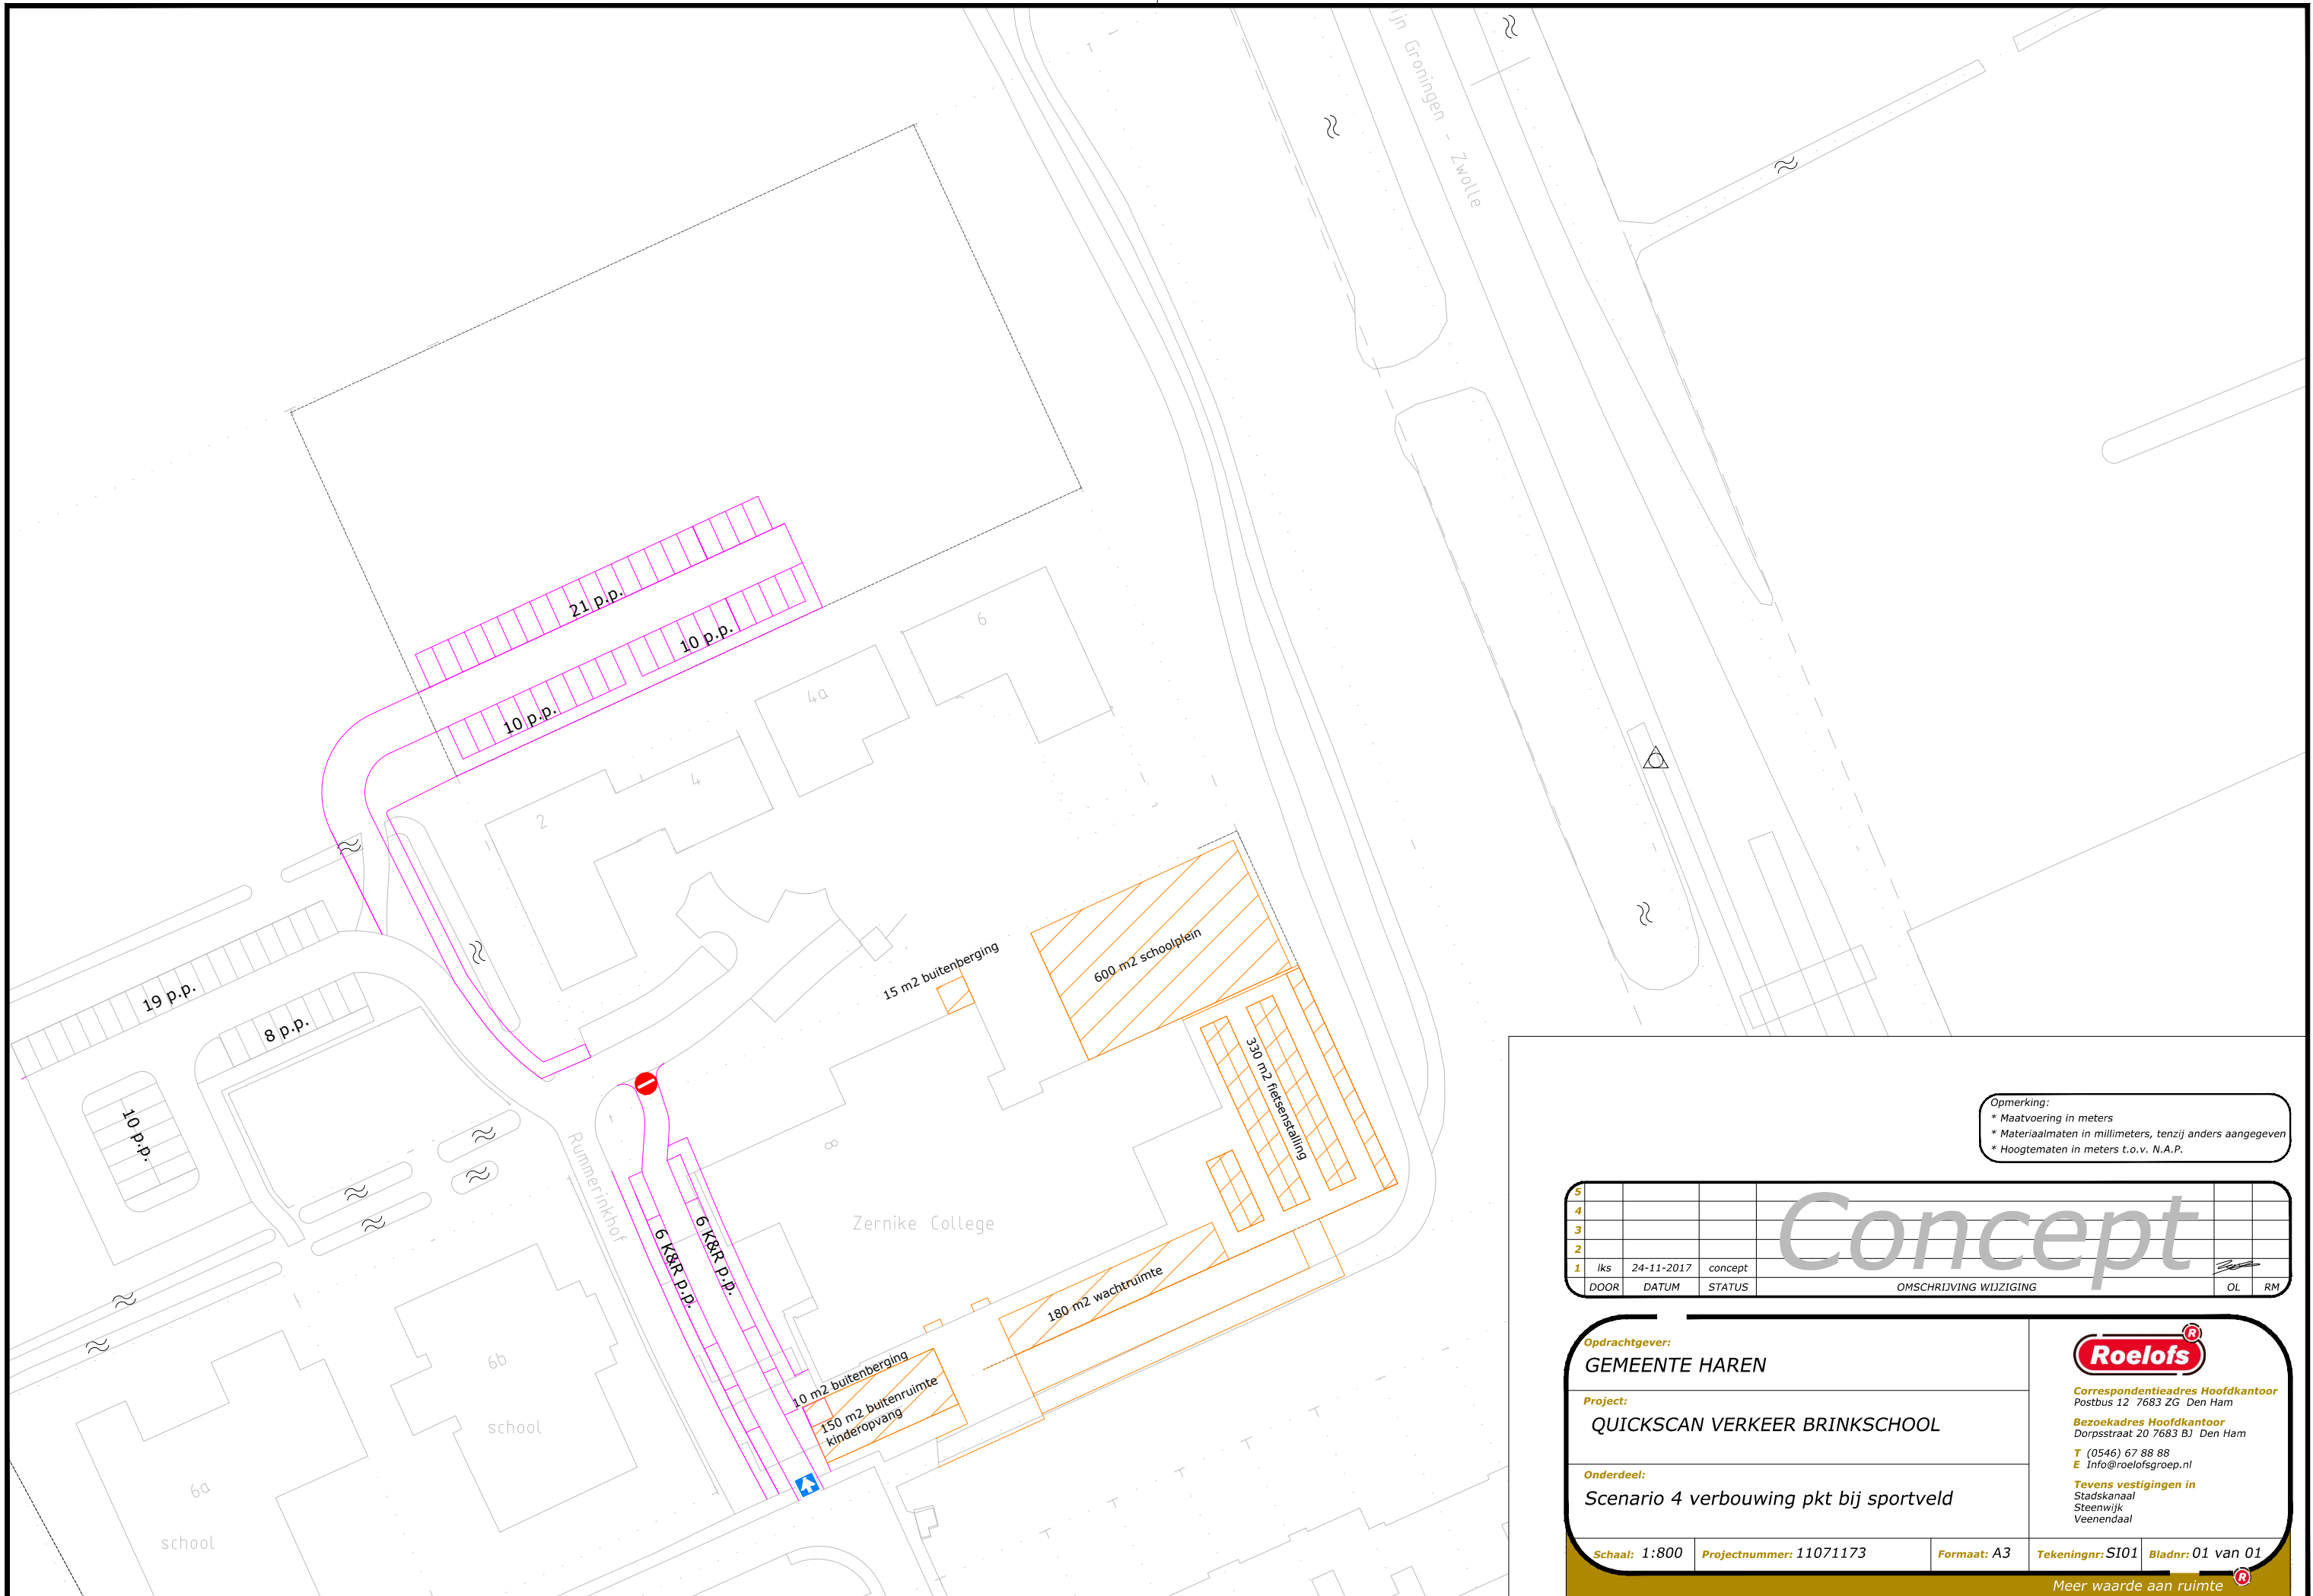 ijn Groningen - Zwolle
21 p.p.
10 p.p.
10 p.p.
6
4a
4
2
19 p.p.
8 p.p.
10 p.p.
15 m2 buitenberging
600 m2 schoolplein
330 m2 fietsenstalling
Rummerinkhof
8
Zernike College
6 K&R p.p.
6 K&R p.p.
180 m2 wachtruimte
10 m2 buitenberging
150 m2 buitenruimte
kinderopvang
6b
school
6a
school
Opmerking:
* Maatvoering in meters
* Materiaalmaten in millimeters, tenzij anders aangegeven
* Hoogtematen in meters t.o.v. N.A.P.
Concept
5
4
3
2
1 lks 24-11-2017 concept
DOOR DATUM STATUS OMSCHRIJVING WIJZIGING OL RM
Opdrachtgever:
GEMEENTE HAREN
Project:
QUICKSCAN VERKEER BRINKSCHOOL
Onderdeel:
Scenario 4 verbouwing pkt bij sportveld
Roelofs ®
Correspondentieadres Hoofdkantoor
Postbus 12 7683 ZG Den Ham
Bezoekadres Hoofdkantoor
Dorpsstraat 20 7683 BJ Den Ham
T (0546) 67 88 88
E Info@roelofsgroep.nl
Tevens vestigingen in
Stadskanaal
Steenwijk
Veenendaal
Schaal: 1:800 Projectnummer: 11071173 Formaat: A3 Tekeningnr: SI01 Bladnr: 01 van 01
Meer waarde aan ruimte ®